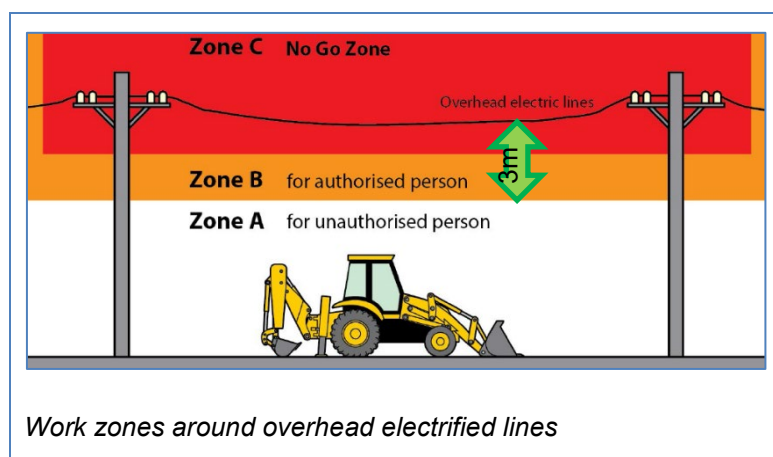 Zone C No Go Zone
Overhead electric lines
3m
Zone B for authorised person
Zone A for unauthorised person
Work zones around overhead electrified lines